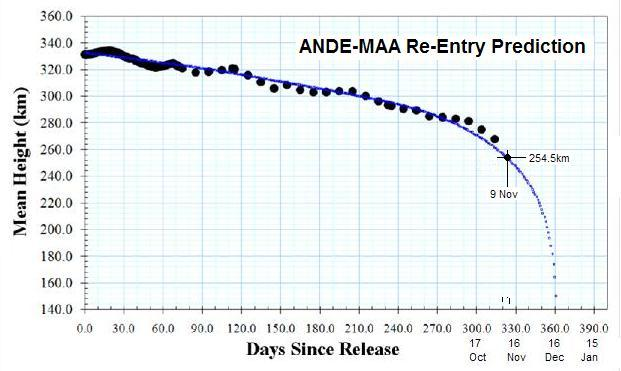 ANDE-MAA Re-Entry Prediction
Mean Height (km)
360.0
340.0
320.0
300.0
280.0
260.0
240.0
220.0
200.0
180.0
160.0
140.0
254.5km
9 Nov
0.0 30.0 60.0 90.0 120.0 150.0 180.0 210.0 240.0 270.0 300.0 330.0 360.0 390.0
17 16 16 15
Oct Nov Dec Jan
Days Since Release